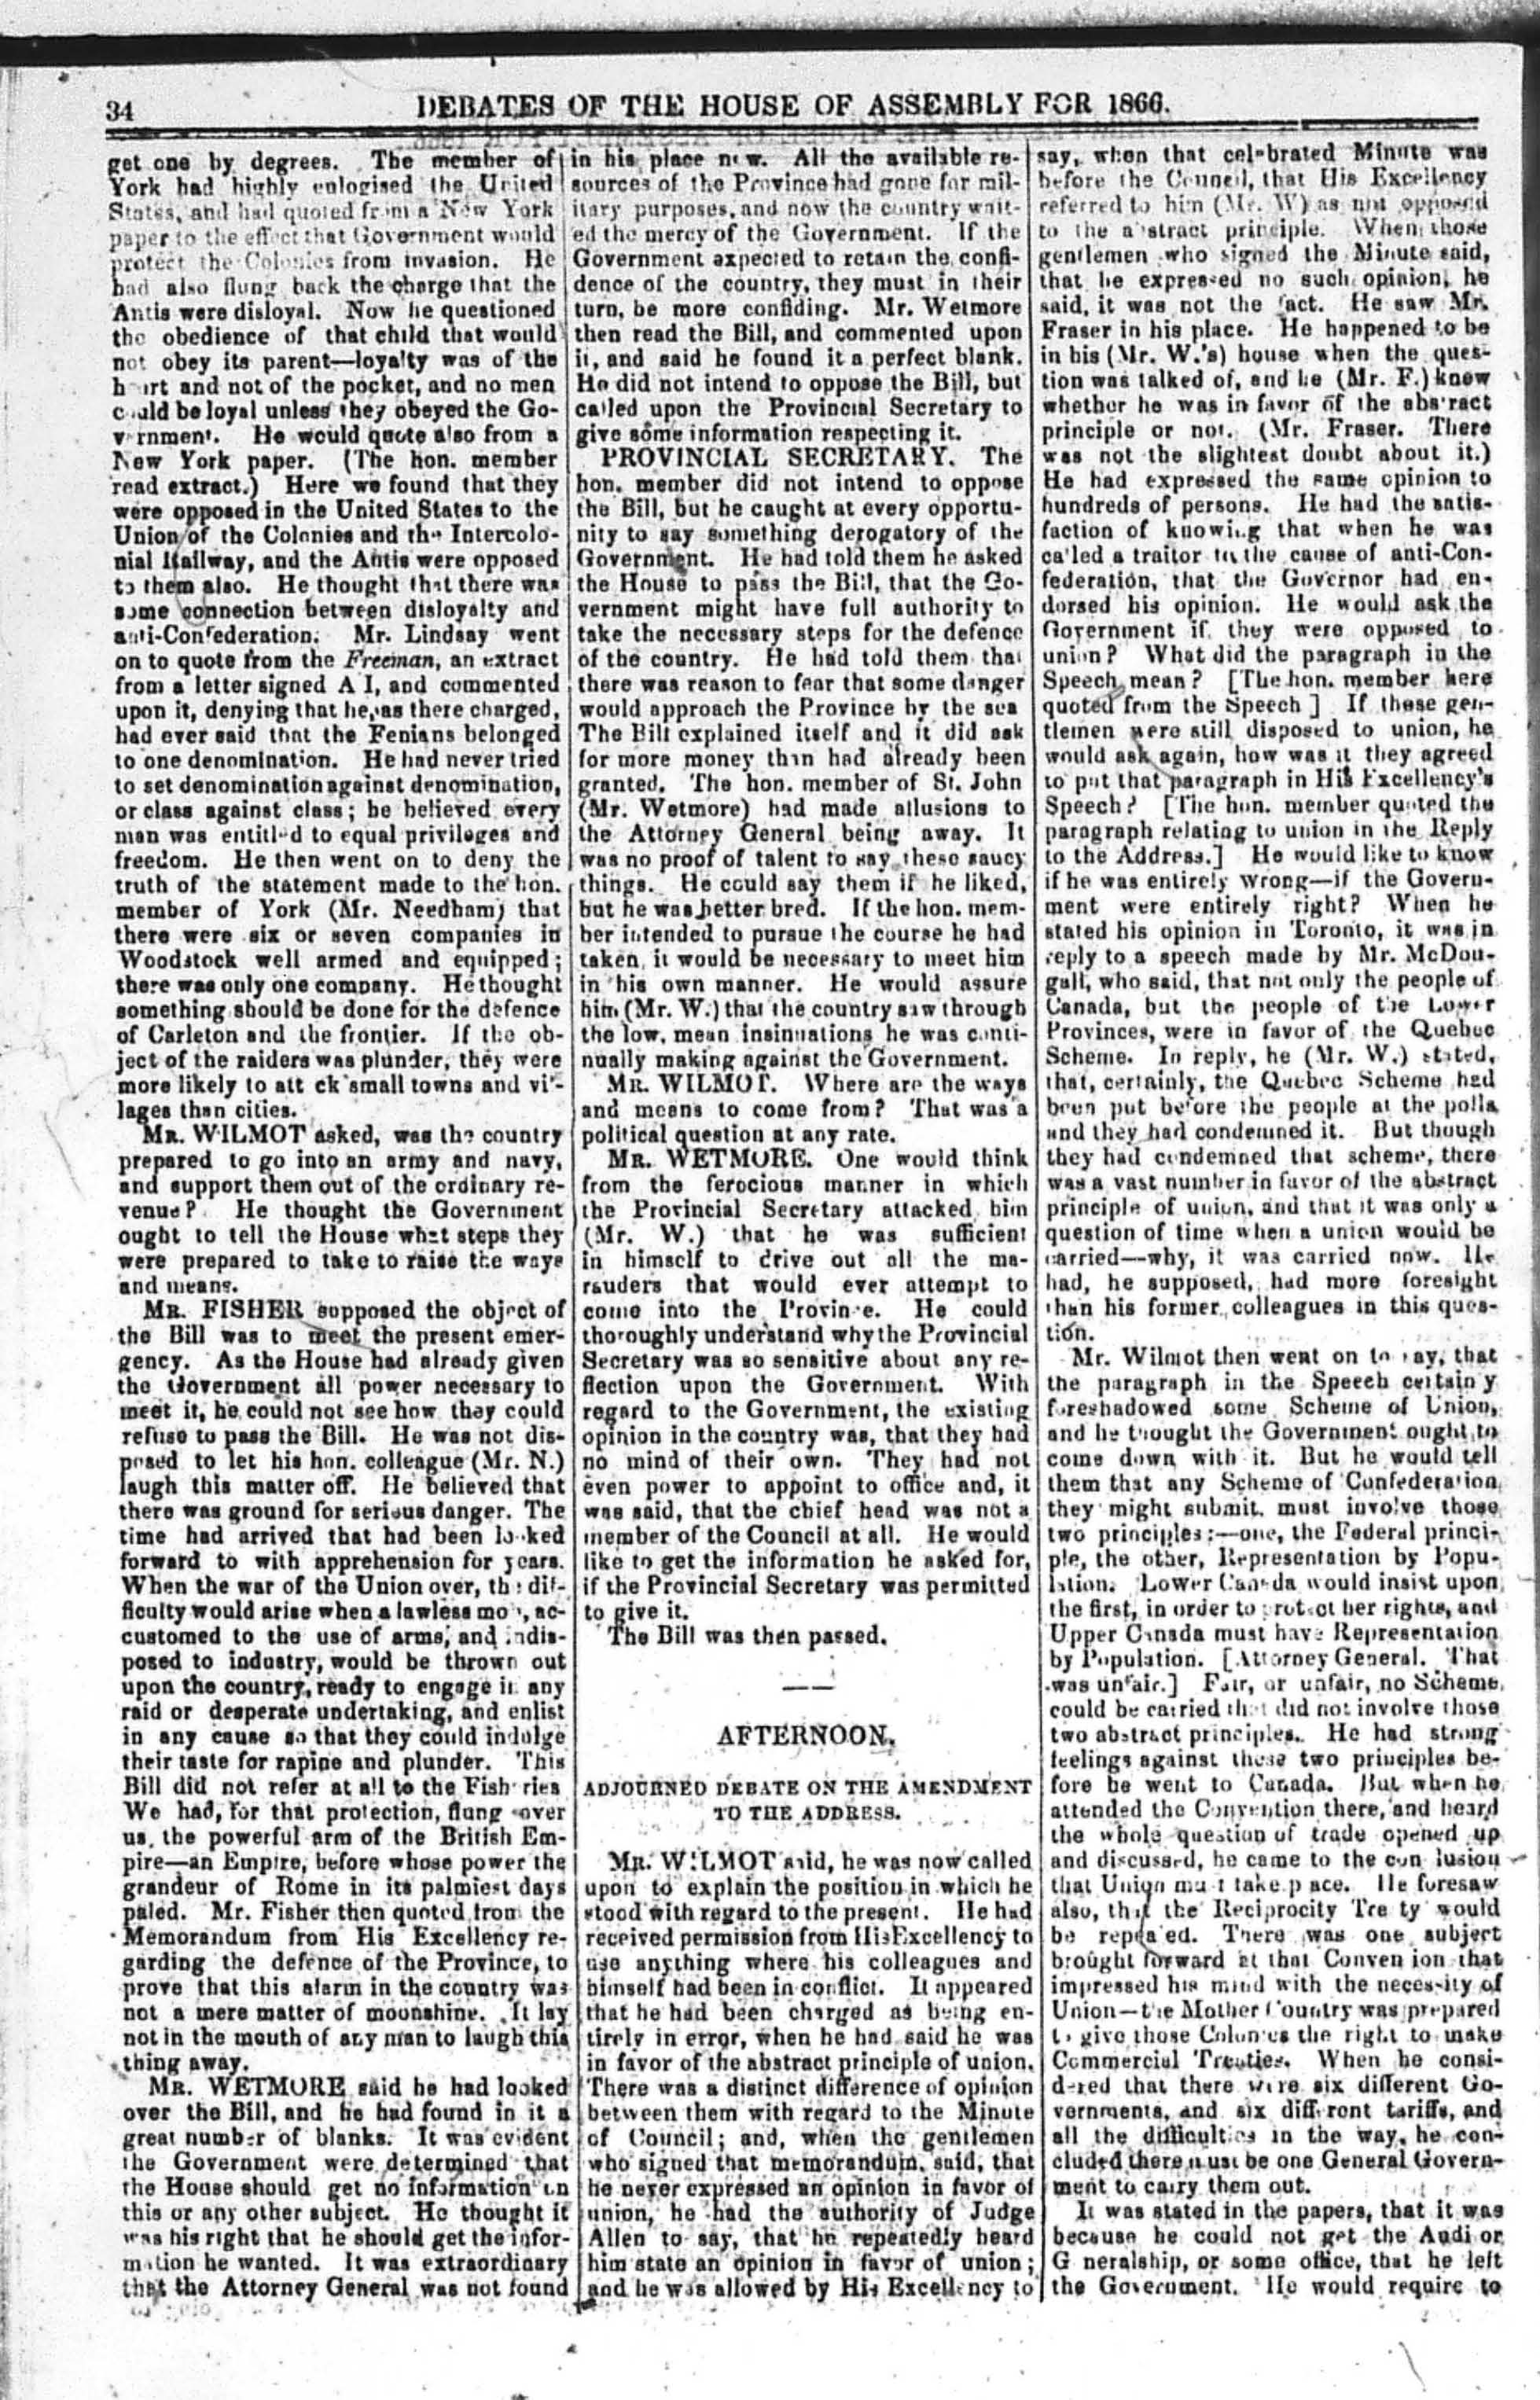 34
DEBATES OF THE HOUSE OF ASSEMBLY FOR 1866.
get one by degrees. The member of
York had highly eulogised the United
States, and had quoted from a New York
paper to the effect that Government would
protect the Colonies from invasion. He
had also flung back the charge that the
Antis were disloyal. Now he questioned
the obedience of that child that would
not obey its parent—loyalty was of the
heart and not of the pocket, and no men
could be loyal unless they obeyed the Go-
vernment. He would quote also from a
New York paper. (The hon. member
read extract.) Here we found that they
were opposed in the United States to the
Union of the Colonies and the Intercolo-
nial Railway, and the Antis were opposed
to them also. He thought that there was
some connection between disloyalty and
anti-Confederation. Mr. Lindsay went
on to quote from the Freeman, an extract
from a letter signed A I, and commented
upon it, denying that he, as there charged,
had ever said that the Fenians belonged
to one denomination. He had never tried
to set denomination against denomination,
or class against class; he believed every
man was entitled to equal privileges and
freedom. He then went on to deny the
truth of the statement made to the hon.
member of York (Mr. Needham) that
there were six or seven companies in
Woodstock well armed and equipped;
there was only one company. He thought
something should be done for the defence
of Carleton and the frontier. If the ob-
ject of the raiders was plunder, they were
more likely to attack small towns and vil-
lages than cities.
MR. WILMOT asked, was the country
prepared to go into an army and navy,
and support them out of the ordinary re-
venue? He thought the Government
ought to tell the House what steps they
were prepared to take to raise the ways
and means.
MR. FISHER supposed the object of
the Bill was to meet the present emer-
gency. As the House had already given
the Government all power necessary to
meet it, he could not see how they could
refuse to pass the Bill. He was not dis-
posed to let his hon. colleague (Mr. N.)
laugh this matter off. He believed that
there was ground for serious danger. The
time had arrived that had been looked
forward to with apprehension for years.
When the war of the Union over, the dif-
ficulty would arise when a lawless mob, ac-
customed to the use of arms, and indis-
posed to industry, would be thrown out
upon the country, ready to engage in any
raid or desperate undertaking, and enlist
in any cause so that they could indulge
their taste for rapine and plunder. This
Bill did not refer at all to the Fisheries
We had, for that protection, flung over
us, the powerful arm of the British Em-
pire—an Empire, before whose power the
grandeur of Rome in its palmiest days
paled. Mr. Fisher then quoted from the
Memorandum from His Excellency re-
garding the defence of the Province, to
prove that this alarm in the country was
not a mere matter of moonshine. It lay
not in the mouth of any man to laugh this
thing away.
MR. WETMORE said he had looked
over the Bill, and he had found in it a
great number of blanks. It was evident
the Government were determined that
the House should get no information on
this or any other subject. He thought it
was his right that he should get the infor-
mation he wanted. It was extraordinary
that the Attorney General was not found
in his place now. All the available re-
sources of the Province had gone for mil-
itary purposes, and now the country wait-
ed the mercy of the Government. If the
Government expected to retain the confi-
dence of the country, they must in their
turn, be more confiding. Mr. Wetmore
then read the Bill, and commented upon
it, and said he found it a perfect blank.
He did not intend to oppose the Bill, but
called upon the Provincial Secretary to
give some information respecting it.
PROVINCIAL SECRETARY. The
hon. member did not intend to oppose
the Bill, but he caught at every opportu-
nity to say something derogatory of the
Government. He had told them he asked
the House to pass the Bill, that the Go-
vernment might have full authority to
take the necessary steps for the defence
of the country. He had told them that
there was reason to fear that some danger
would approach the Province by the sea
The Bill explained itself and it did ask
for more money than had already been
granted. The hon. member of St. John
(Mr. Wetmore) had made allusions to
the Attorney General being away. It
was no proof of talent to say these saucy
things. He could say them if he liked,
but he was better bred. If the hon. mem-
ber intended to pursue the course he had
taken, it would be necessary to meet him
in his own manner. He would assure
him (Mr. W.) that the country saw through
the low, mean insinuations he was conti-
nually making against the Government.
MR. WILMOT. Where are the ways
and means to come from? That was a
political question at any rate.
MR. WETMORE. One would think
from the ferocious manner in which
the Provincial Secretary attacked him
(Mr. W.) that he was sufficient
in himself to drive out all the ma-
rauders that would ever attempt to
come into the Province. He could
thoroughly understand why the Provincial
Secretary was so sensitive about any re-
flection upon the Government. With
regard to the Government, the existing
opinion in the country was, that they had
no mind of their own. They had not
even power to appoint to office and, it
was said, that the chief head was not a
member of the Council at all. He would
like to get the information he asked for,
if the Provincial Secretary was permitted
to give it.
The Bill was then passed.
AFTERNOON.
ADJOURNED DEBATE ON THE AMENDMENT
TO THE ADDRESS.
MR. WILMOT said, he was now called
upon to explain the position in which he
stood with regard to the present. He had
received permission from His Excellency to
use anything where his colleagues and
himself had been in conflict. It appeared
that he had been charged as being en-
tirely in error, when he had said he was
in favor of the abstract principle of union.
There was a distinct difference of opinion
between them with regard to the Minute
of Council; and, when the gentlemen
who signed that memorandum, said, that
he never expressed an opinion in favor of
union, he had the authority of Judge
Allen to say, that he repeatedly heard
him state an opinion in favor of union;
and he was allowed by His Excellency to
say, when that celebrated Minute was
before the Council, that His Excellency
referred to him (Mr. W) as not opposed
to the abstract principle. When those
gentlemen who signed the Minute said,
that he expressed no such opinion, he
said, it was not the fact. He saw Mr.
Fraser in his place. He happened to be
in his (Mr. W.'s) house when the ques-
tion was talked of, and he (Mr. F.) knew
whether he was in favor of the abstract
principle or not. (Mr. Fraser. There
was not the slightest doubt about it.)
He had expressed the same opinion to
hundreds of persons. He had the satis-
faction of knowing that when he was
called a traitor to the cause of anti-Con-
federation, that the Governor had en-
dorsed his opinion. He would ask the
Government if they were opposed to
union? What did the paragraph in the
Speech mean? [The hon. member here
quoted from the Speech ] If these gen-
tlemen were still disposed to union, he
would ask again, how was it they agreed
to put that paragraph in His Excellency's
Speech? [The hon. member quoted the
paragraph relating to union in the Reply
to the Address.] He would like to know
if he was entirely wrong—if the Govern-
ment were entirely right? When he
stated his opinion in Toronto, it was in
reply to a speech made by Mr. McDou-
gall, who said, that not only the people of
Canada, but the people of the Lower
Provinces, were in favor of the Quebec
Scheme. In reply, he (Mr. W.) stated,
that, certainly, the Quebec Scheme had
been put before the people at the polls
and they had condemned it. But though
they had condemned that scheme, there
was a vast number in favor of the abstract
principle of union, and that it was only a
question of time when a union would be
carried—why, it was carried now. He
had, he supposed, had more foresight
than his former colleagues in this ques-
tion.
Mr. Wilmot then went on to say, that
the paragraph in the Speech certainly
foreshadowed some Scheme of Union,
and he thought the Government ought to
come down with it. But he would tell
them that any Scheme of Confederation
they might submit, must involve those
two principles:—one, the Federal princi-
ple, the other, Representation by Popu-
lation. Lower Canada would insist upon
the first, in order to protect her rights, and
Upper Canada must have Representation
by Population. [Attorney General. That
was unfair.] Fair, or unfair, no Scheme
could be carried that did not involve those
two abstract principles. He had strong
feelings against these two principles be-
fore he went to Canada. But when he
attended the Convention there, and heard
the whole question of trade opened up
and discussed, he came to the conclusion
that Union must take place. He foresaw
also, that the Reciprocity Treaty would
be repealed. There was one subject
brought forward at that Convention that
impressed his mind with the necessity of
Union—the Mother Country was prepared
to give those Colonies the right to make
Commercial Treaties. When he consi-
dered that there were six different Go-
vernments, and six different tariffs, and
all the difficulties in the way, he con-
cluded there must be one General Govern-
ment to carry them out.
It was stated in the papers, that it was
because he could not get the Auditor
Generalship, or some office, that he left
the Government. He would require to